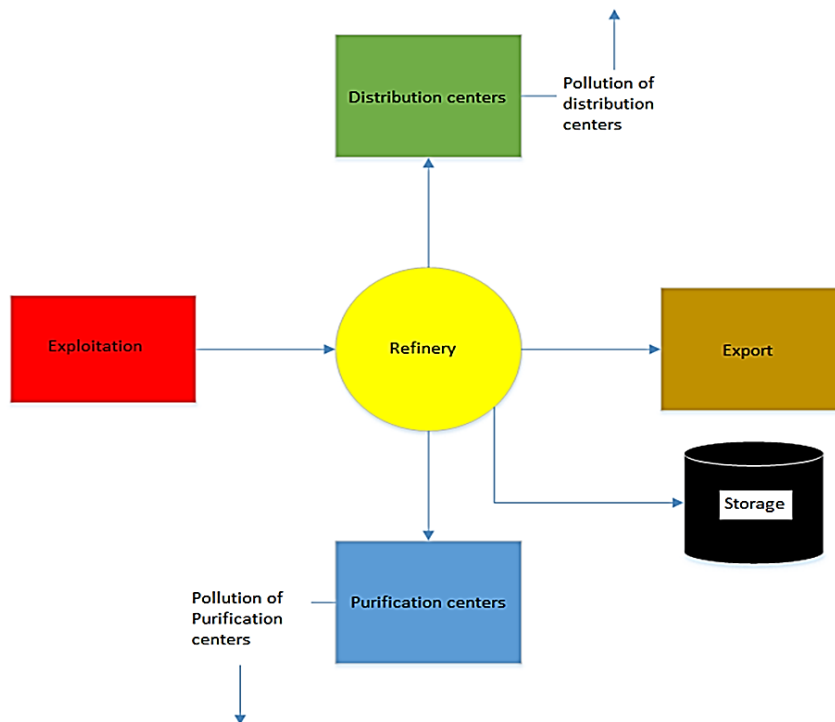 Distribution centers
Pollution of
distribution
centers
Exploitation
Refinery
Export
Storage
Purification centers
Pollution of
Purification
centers